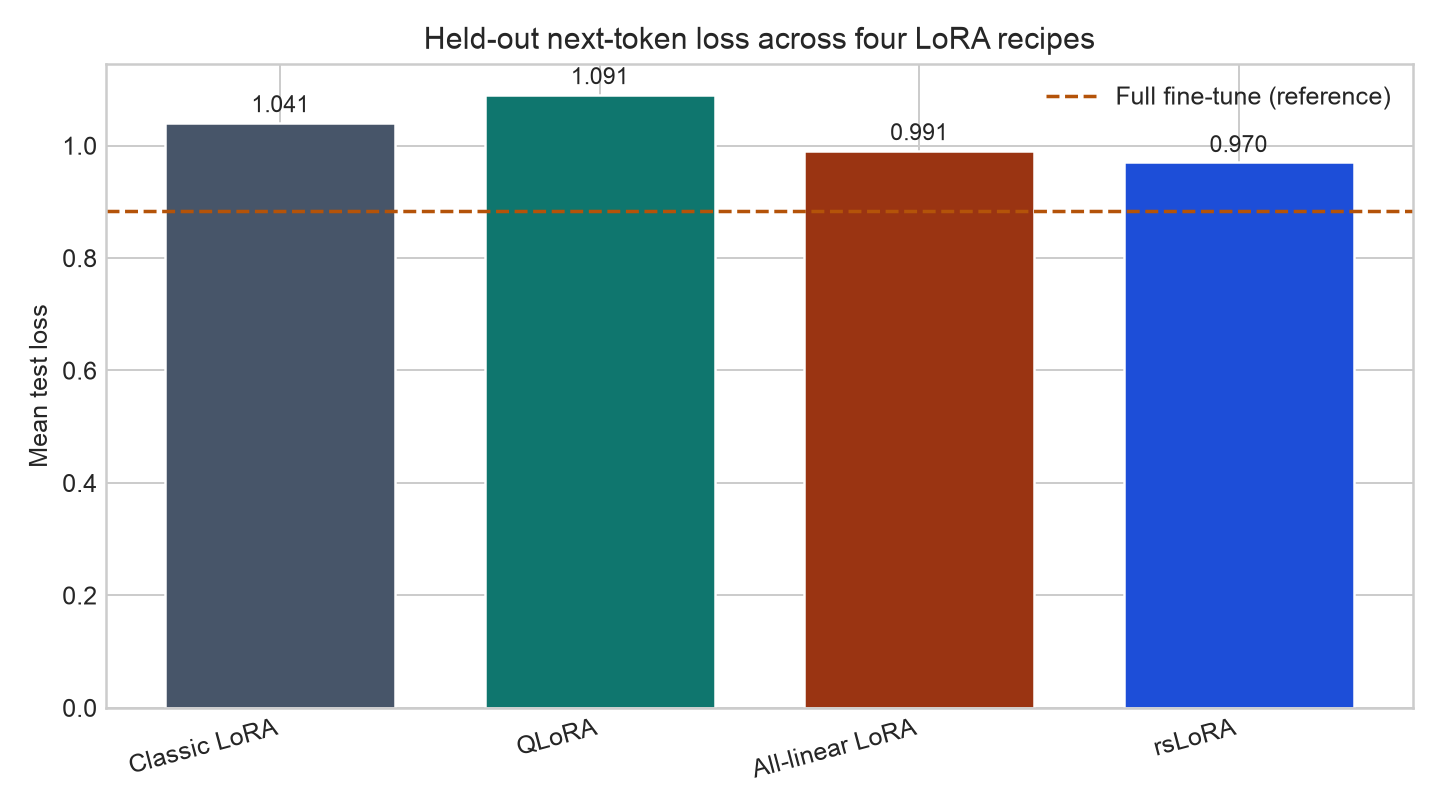 Held-out next-token loss across four LoRA recipes
1.041
1.091
0.991
0.970
Full fine-tune (reference)
Mean test loss
1.0
0.8
0.6
0.4
0.2
0.0
Classic LoRA
QLoRA
All-linear LoRA
rsLoRA